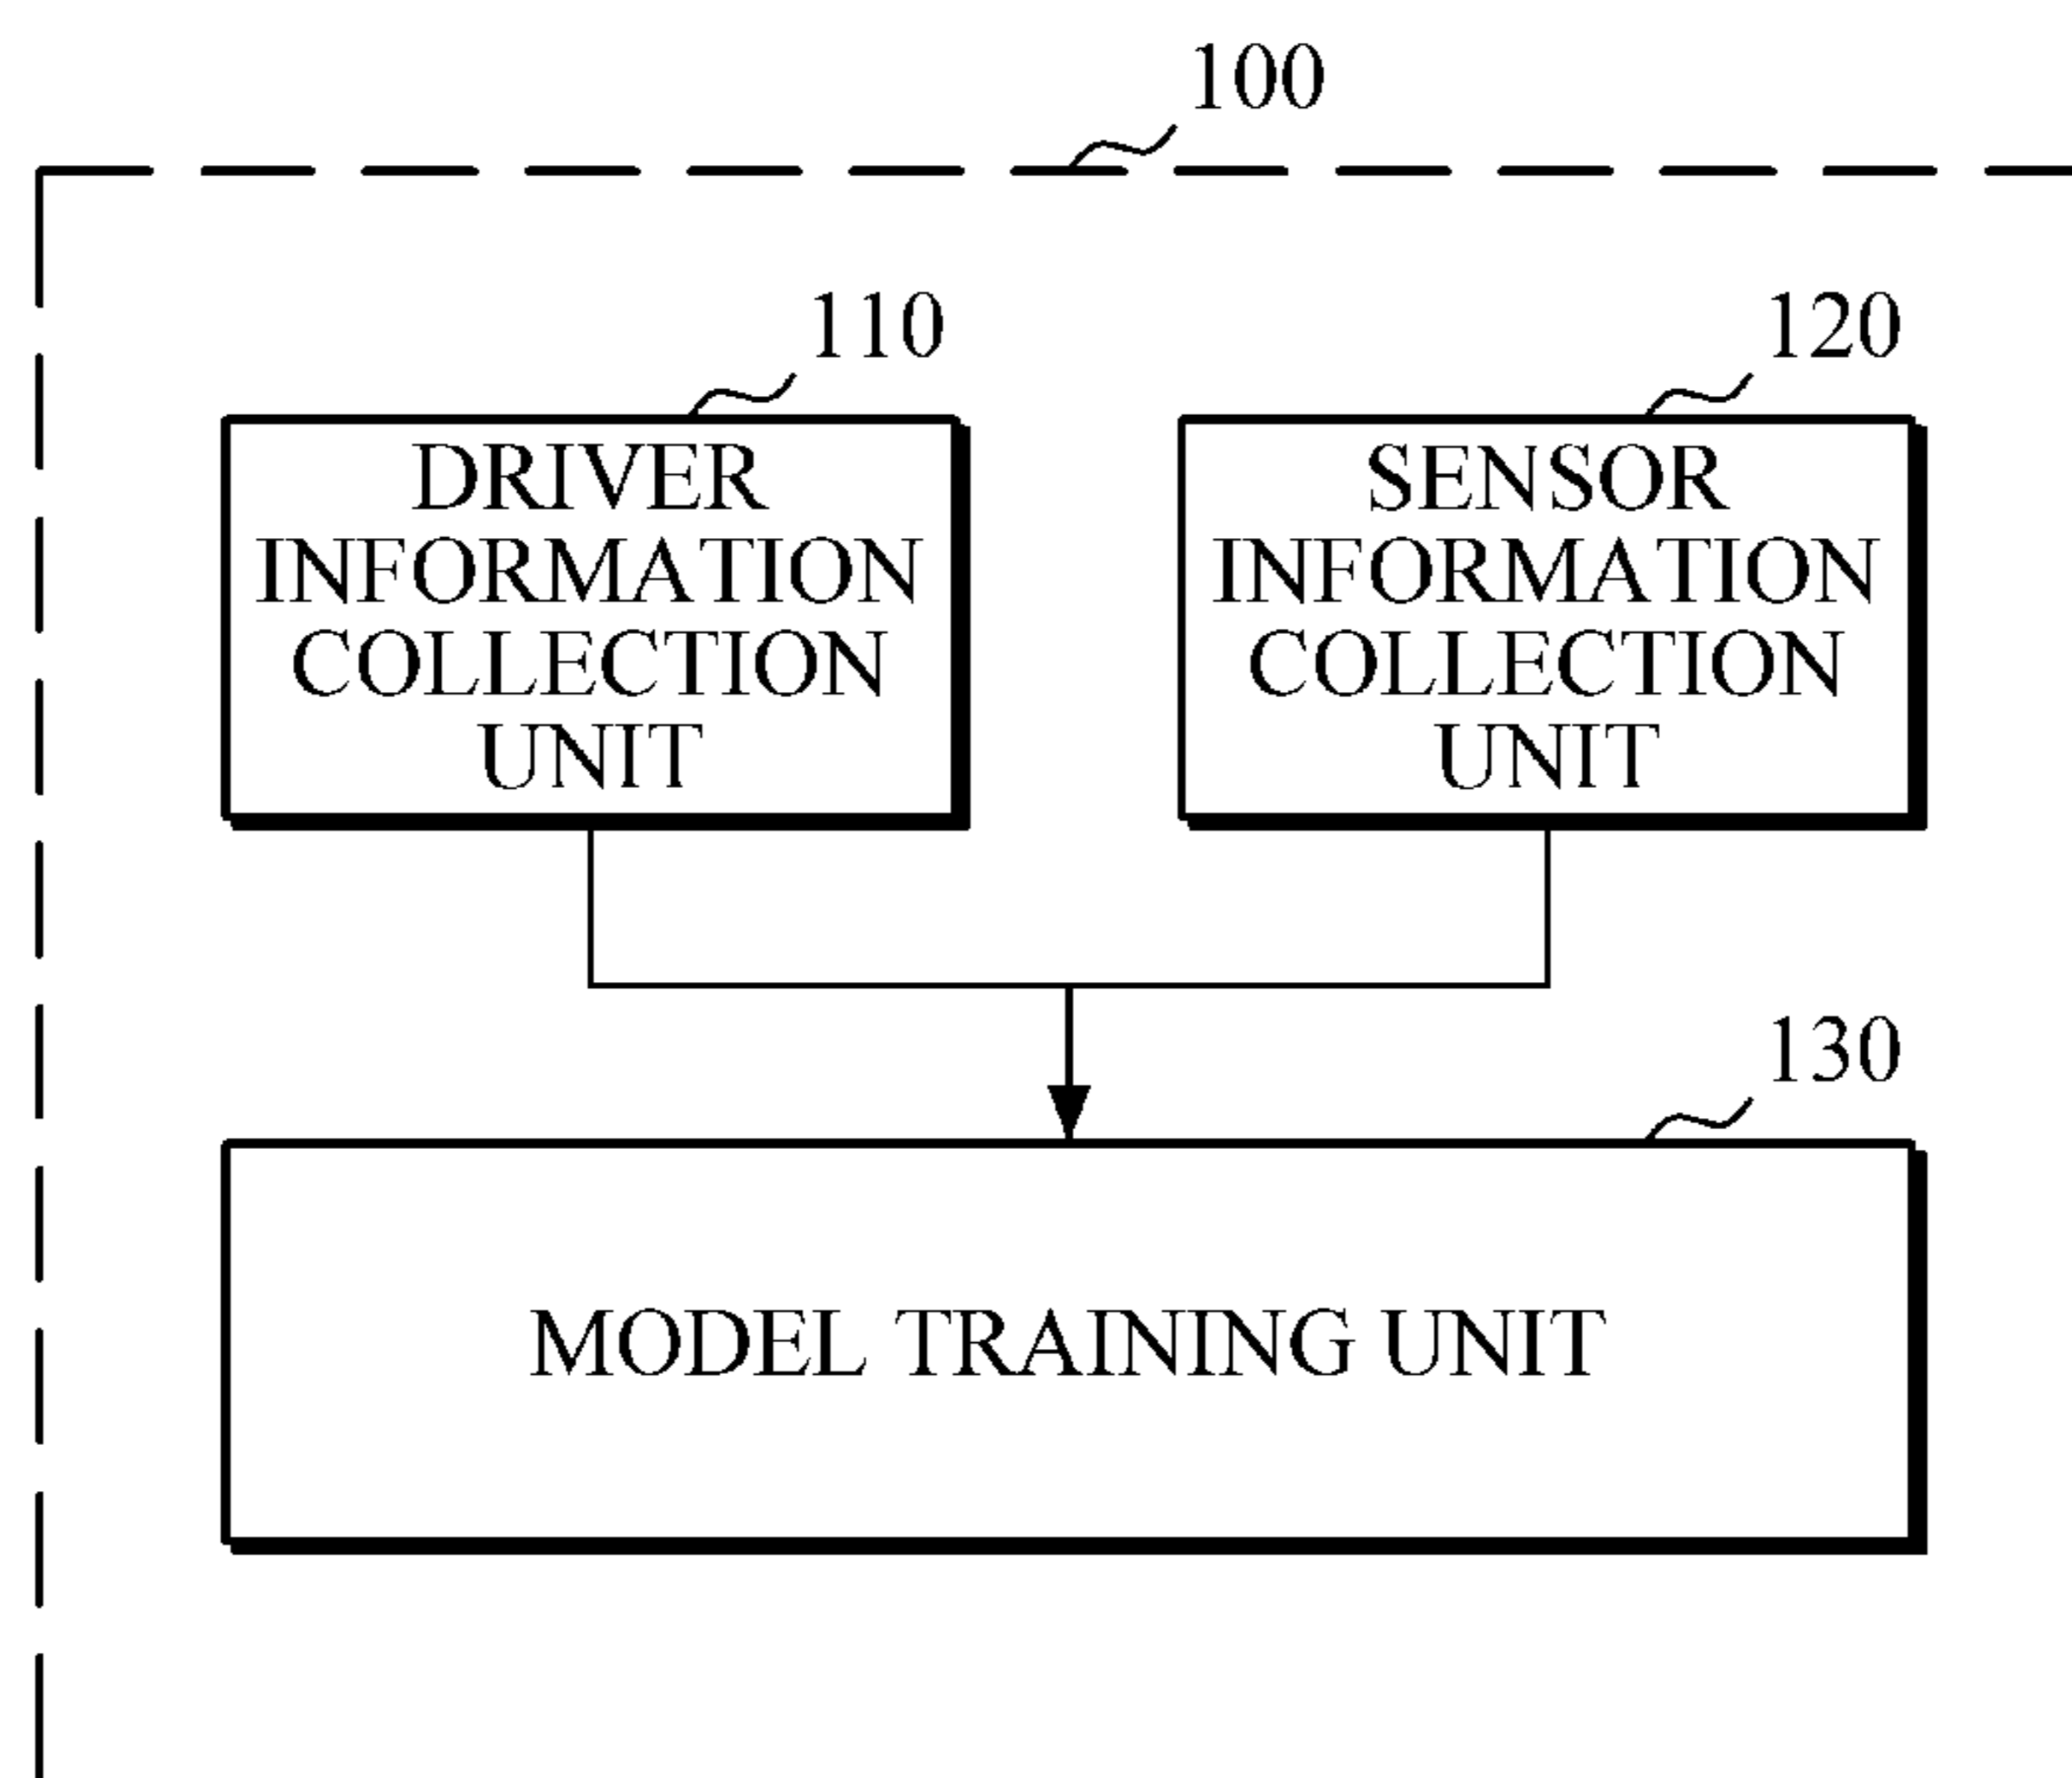 100
110
120
DRIVER
INFORMATION
COLLECTION
UNIT
SENSOR
INFORMATION
COLLECTION
UNIT
130
MODEL TRAINING UNIT